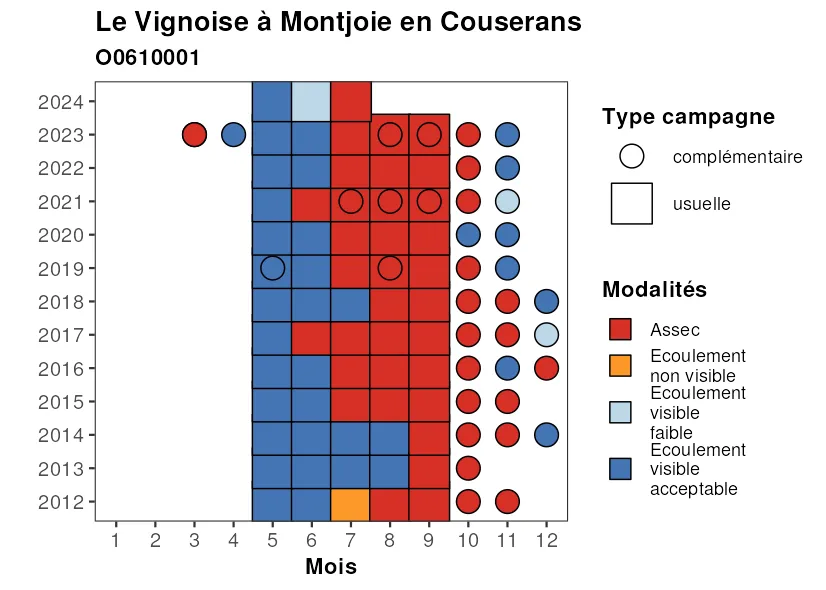 Le Vignoise à Montjoie en Couserans
O0610001
2024
2023
2022
2021
2020
2019
2018
2017
2016
2015
2014
2013
2012
1 2 3 4 5 6 7 8 9 10 11 12
Mois
Type campagne
complémentaire
usuelle
Modalités
Assec
Ecoulement
non visible
Ecoulement
visible
faible
Ecoulement
visible
acceptable